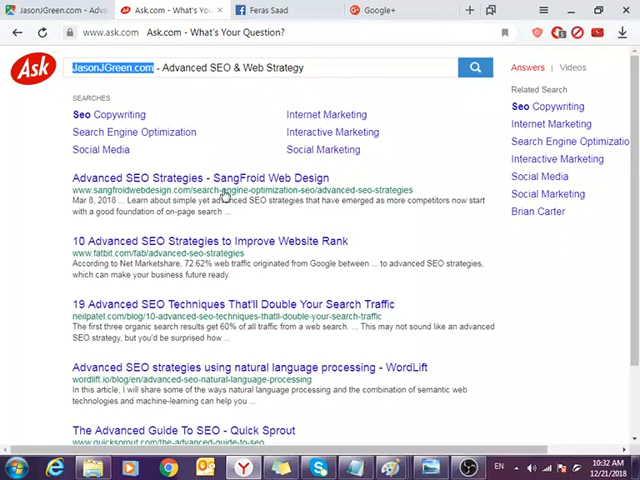 JasonJGreen.com - Advan
Ask.com - What's Your
Feras Saad
Google+
www.ask.com Ask.com - What's Your Question?
Ask
JasonJGreen.com - Advanced SEO & Web Strategy
Answers | Videos
SEARCHES
Seo Copywriting
Internet Marketing
Search Engine Optimization
Interactive Marketing
Social Media
Social Marketing
Related Search
Seo Copywriting
Internet Marketing
Search Engine Optimizatio
Interactive Marketing
Social Media
Social Marketing
Brian Carter
Advanced SEO Strategies - SangFroid Web Design
www.sangfroidwebdesign.com/search-engine-optimization-seo/advanced-seo-strategies
Mar 8, 2018 ... Learn about simple yet advanced SEO strategies that have emerged as more competitors now start
with a good foundation of on-page search ...
10 Advanced SEO Strategies to Improve Website Rank
www.fatbit.com/fab/advanced-seo-strategies
According to Net Marketshare, 72.62% web traffic originated from Google between ... to advanced SEO strategies,
which can make your business future ready.
19 Advanced SEO Techniques That'll Double Your Search Traffic
neilpatel.com/blog/10-advanced-seo-techniques-thatll-double-your-search-traffic
The first three organic search results get 60% of all traffic from a web search. ... This may not sound like an advanced
SEO strategy, but you'd be surprised how ...
Advanced SEO strategies using natural language processing - WordLift
wordlift.io/blog/en/advanced-seo-natural-language-processing
In this article, I will share some of the ways natural language processing and the combination of semantic web
technologies and machine-learning can help you ...
The Advanced Guide To SEO - Quick Sprout
www.quicksprout.com/the-advanced-guide-to-seo
EN
10:32 AM
12/21/2018